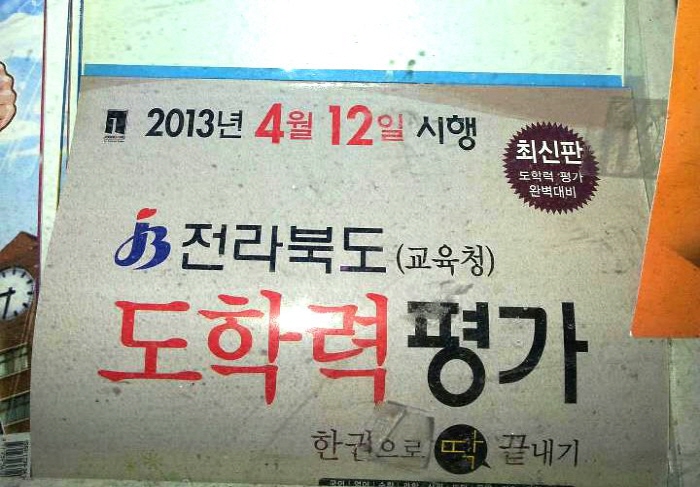 2013년 4월 12일 시행
최신판
도학력 평가
완벽대비
전라북도 (교육청)
도학력 평가
한권으로 딱 끝내기